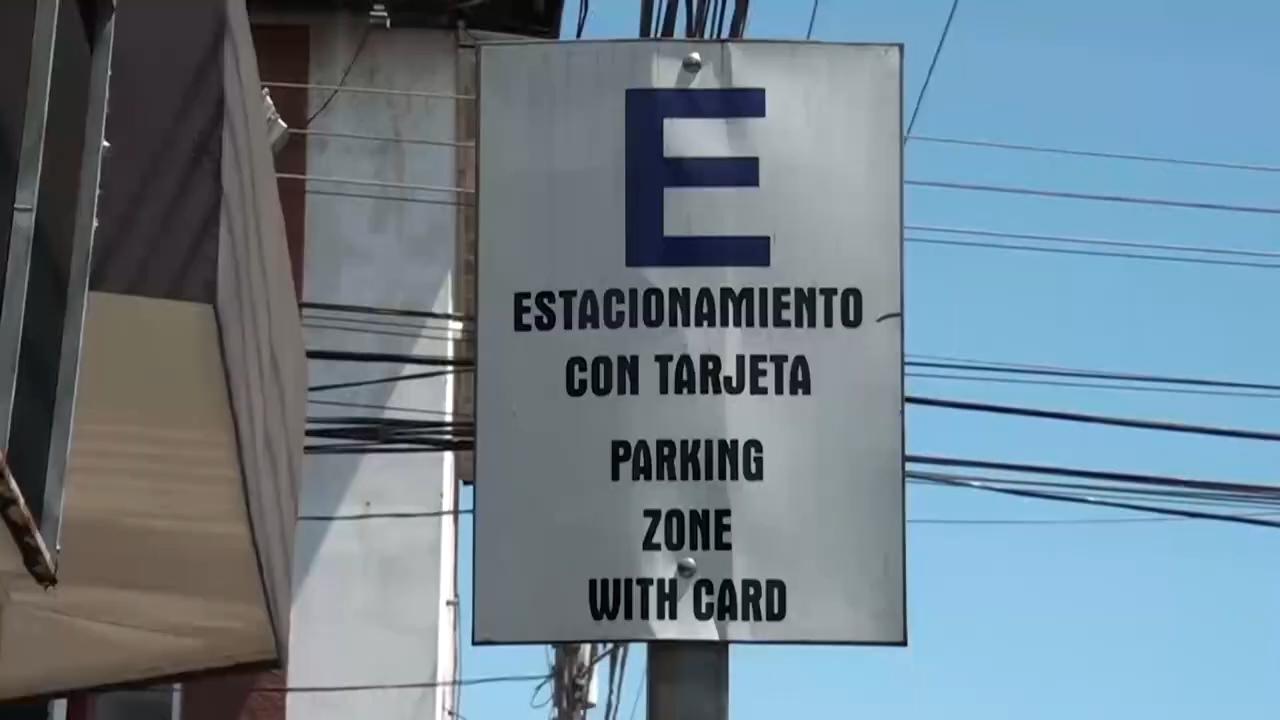 E
ESTACIONAMIENTO
CON TARJETA
PARKING
ZONE
WITH CARD